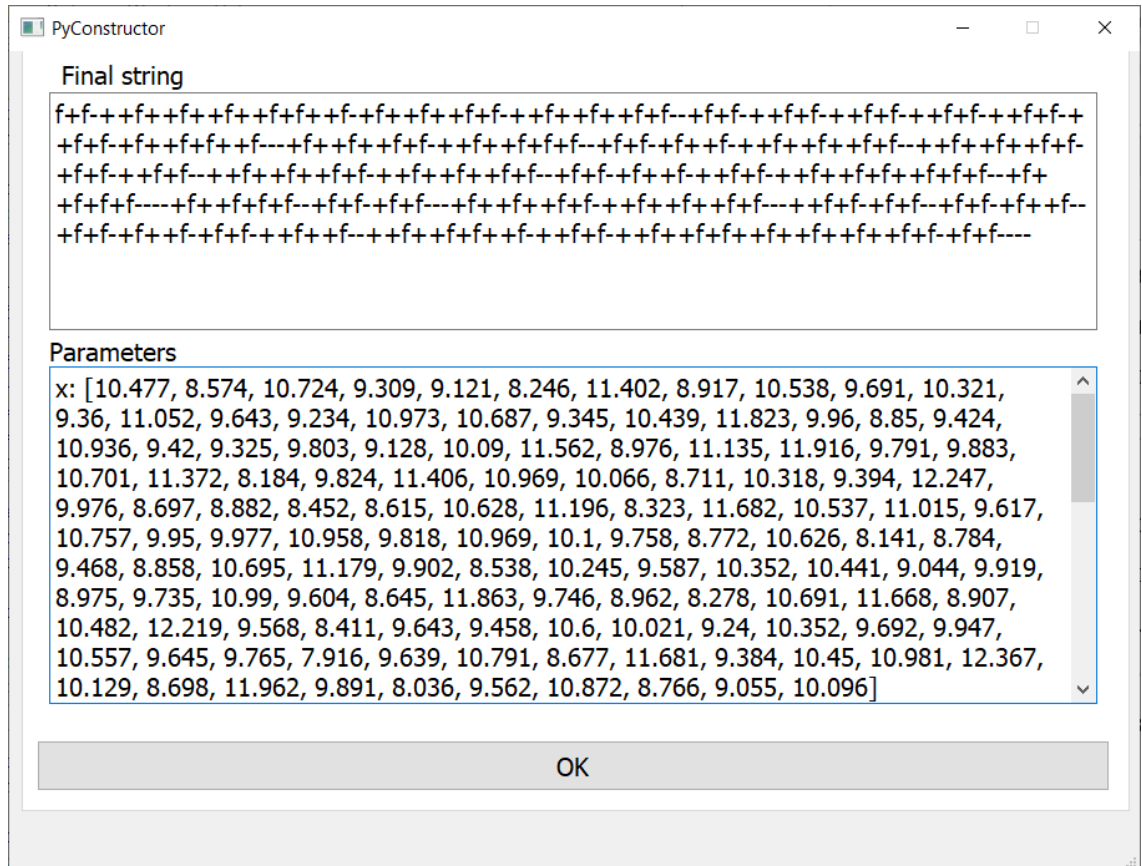 PyConstructor
Final string
f+f-++f++f++f++f+f++f-+f++f++f+f-++f++f++f+f--+f+f-++f+f-++f+f-++f+f-++f+f-+
+f+f-+f++f+f++f---+f++f++f+f-++f++f+f+f--+f+f-+f++f-++f++f++f++f+f--++f++f++f+f-
+f+f-++f+f--++f++f++f+f-++f++f++f+f--+f+f-+f++f-++f+f-++f++f+f++f+f+f--+f+
+f+f+f----+f++f+f+f--+f+f-+f+f---+f++f++f+f-++f++f++f+f---++f+f-+f+f--+f+f-+f++f--
+f+f-+f++f-+f+f-++f++f--++f++f+f++f-++f+f-++f++f+f++f++f++f++f+f-+f+f----
Parameters
x: [10.477, 8.574, 10.724, 9.309, 9.121, 8.246, 11.402, 8.917, 10.538, 9.691, 10.321,
9.36, 11.052, 9.643, 9.234, 10.973, 10.687, 9.345, 10.439, 11.823, 9.96, 8.85, 9.424,
10.936, 9.42, 9.325, 9.803, 9.128, 10.09, 11.562, 8.976, 11.135, 11.916, 9.791, 9.883,
10.701, 11.372, 8.184, 9.824, 11.406, 10.969, 10.066, 8.711, 10.318, 9.394, 12.247,
9.976, 8.697, 8.882, 8.452, 8.615, 10.628, 11.196, 8.323, 11.682, 10.537, 11.015, 9.617,
10.757, 9.95, 9.977, 10.958, 9.818, 10.969, 10.1, 9.758, 8.772, 10.626, 8.141, 8.784,
9.468, 8.858, 10.695, 11.179, 9.902, 8.538, 10.245, 9.587, 10.352, 10.441, 9.044, 9.919,
8.975, 9.735, 10.99, 9.604, 8.645, 11.863, 9.746, 8.962, 8.278, 10.691, 11.668, 8.907,
10.482, 12.219, 9.568, 8.411, 9.643, 9.458, 10.6, 10.021, 9.24, 10.352, 9.692, 9.947,
10.557, 9.645, 9.765, 7.916, 9.639, 10.791, 8.677, 11.681, 9.384, 10.45, 10.981, 12.367,
10.129, 8.698, 11.962, 9.891, 8.036, 9.562, 10.872, 8.766, 9.055, 10.096]
OK